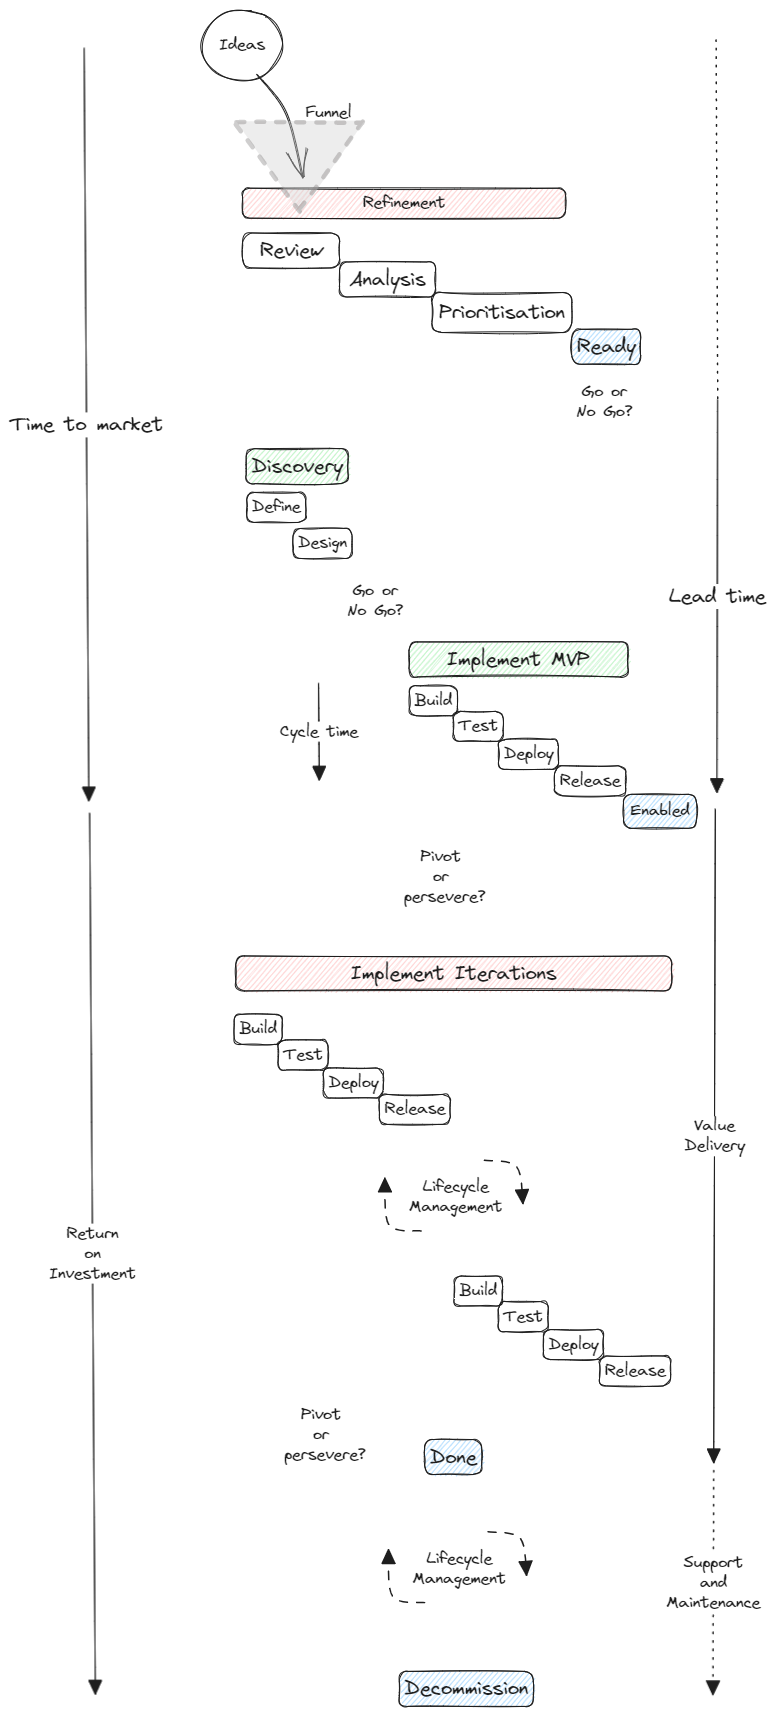 Ideas
Funnel
Refinement
Review
Analysis
Prioritisation
Ready
Go or
No Go?
Time to market
Discovery
Define
Design
Go or
No Go?
Lead time
Implement MVP
Build
Test
Cycle time
Deploy
Release
Enabled
Pivot
or
persevere?
Implement Iterations
Build
Test
Deploy
Release
Value
Delivery
Lifecycle
Management
Return
on
Investment
Build
Test
Deploy
Release
Pivot
or
persevere?
Done
Lifecycle
Management
Support
and
Maintenance
Decommission